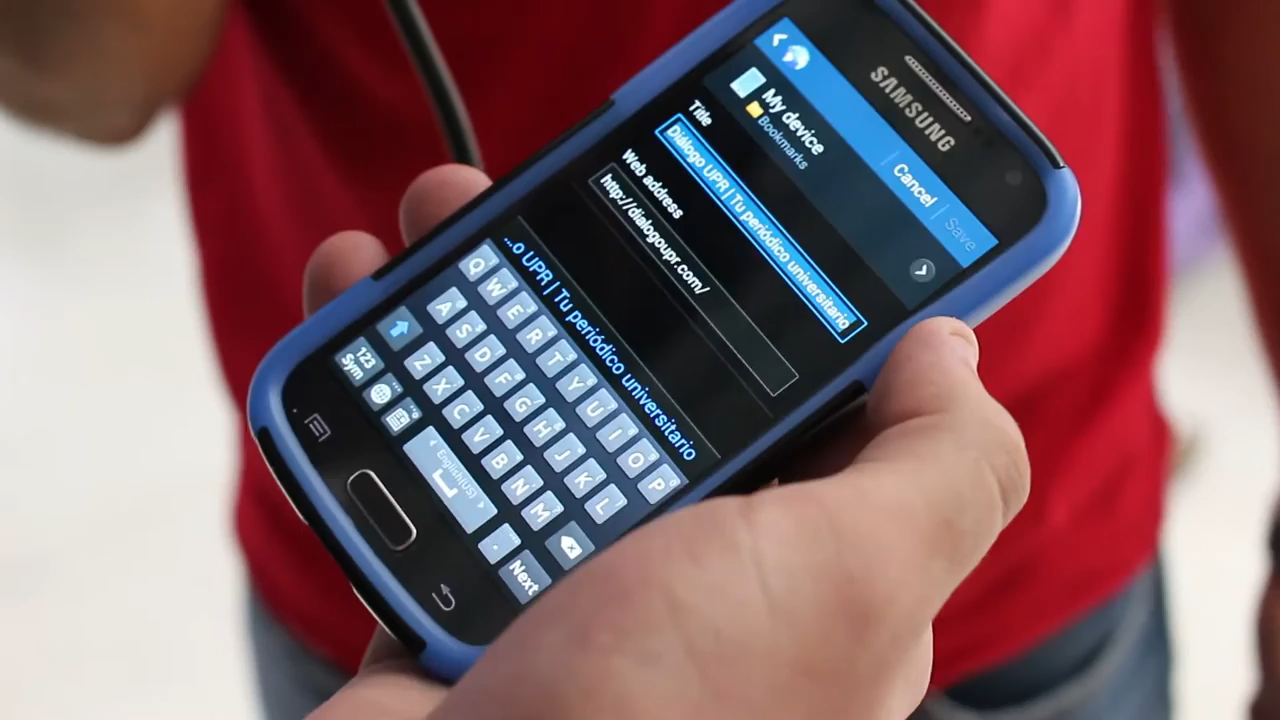 SAMSUNG
Cancel
Save
My device
Bookmarks
Title
Diálogo UPR | Tu periódico universitario
Web address
http://dialogoupr.com/
...o UPR | Tu periódico universitario
Q W E R T Y U I O P
A S D F G H J K L
Z X C V B N M
123
Sym
English(US)
.
Next